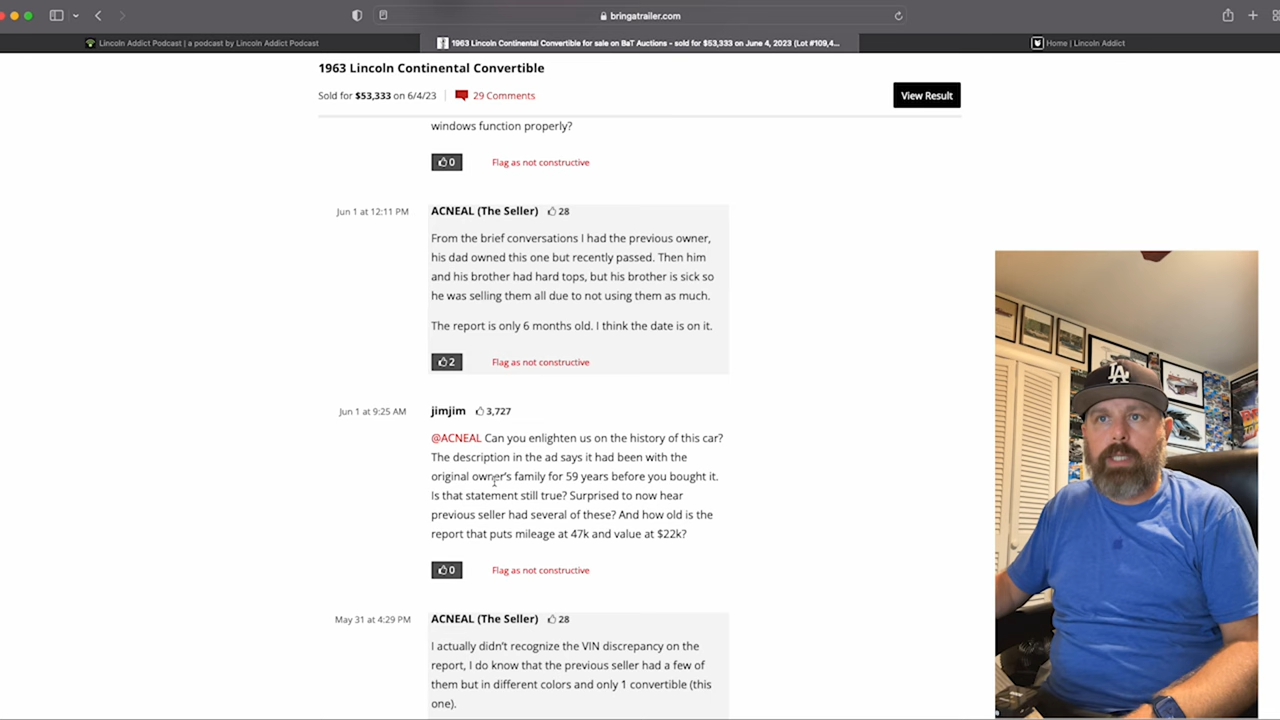 bringatrailer.com
Lincoln Addict Podcast | a podcast by Lincoln Addict Podcast
1963 Lincoln Continental Convertible for sale on BaT Auctions - sold for $53,333 on June 4, 2023 (Lot #109,4...
Home | Lincoln Addict
1963 Lincoln Continental Convertible
Sold for $53,333 on 6/4/23
29 Comments
View Result
windows function properly?
0
Flag as not constructive
Jun 1 at 12:11 PM
ACNEAL (The Seller) 28
From the brief conversations I had the previous owner,
his dad owned this one but recently passed. Then him
and his brother had hard tops, but his brother is sick so
he was selling them all due to not using them as much.
The report is only 6 months old. I think the date is on it.
2
Flag as not constructive
Jun 1 at 9:25 AM
jimjim 3,727
@ACNEAL Can you enlighten us on the history of this car?
The description in the ad says it had been with the
original owner's family for 59 years before you bought it.
Is that statement still true? Surprised to now hear
previous seller had several of these? And how old is the
report that puts mileage at 47k and value at $22k?
0
Flag as not constructive
May 31 at 4:29 PM
ACNEAL (The Seller) 28
I actually didn't recognize the VIN discrepancy on the
report, I do know that the previous seller had a few of
them but in different colors and only 1 convertible (this
one).
LA